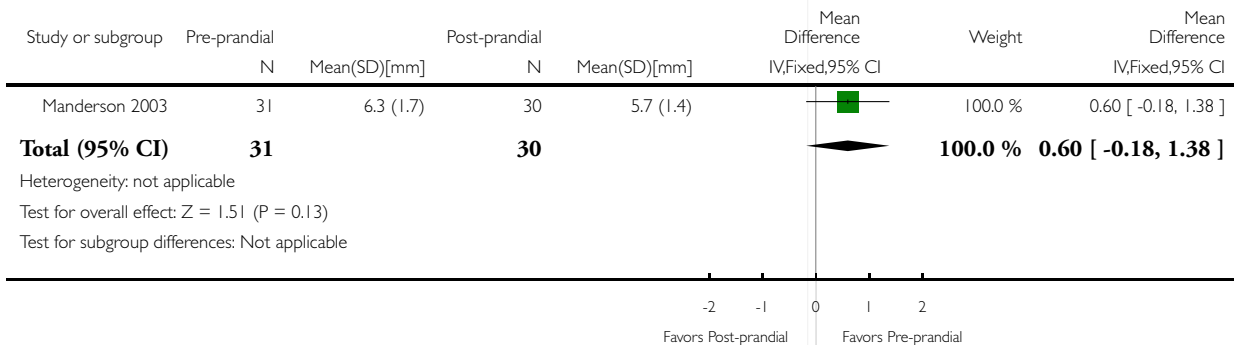 Mean Mean
Study or subgroup Pre-prandial Post-prandial Difference Weight Difference
N Mean(SD)[mm] N Mean(SD)[mm] IV,Fixed,95% CI IV,Fixed,95% CI
Manderson 2003 31 6.3 (1.7) 30 5.7 (1.4) 100.0 % 0.60 [ -0.18, 1.38 ]
Total (95% CI) 31 30 100.0 % 0.60 [ -0.18, 1.38 ]
Heterogeneity: not applicable
Test for overall effect: Z = 1.51 (P = 0.13)
Test for subgroup differences: Not applicable
-2 -1 0 1 2
Favors Post-prandial Favors Pre-prandial